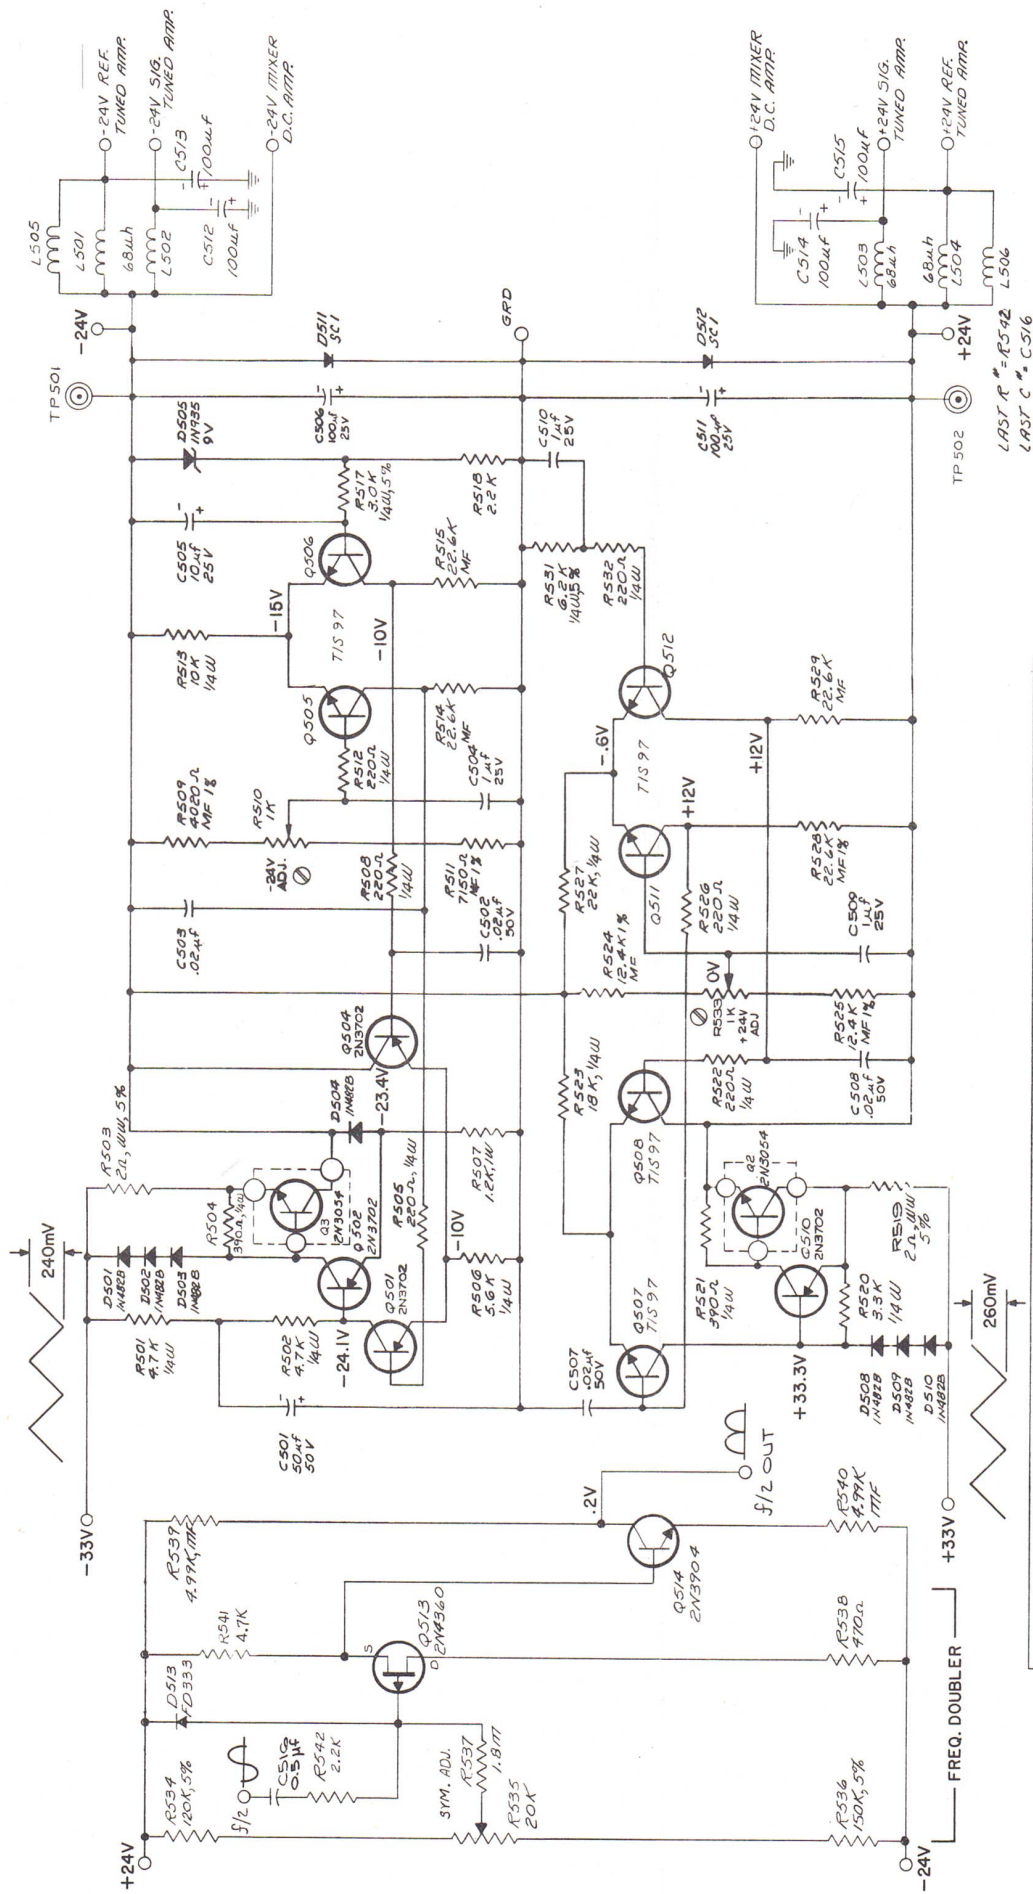 +24V
R534
120K, 5%
f/2
D513
FD333
C516
0.5µf
R542
2.2K
R541
4.7K
R539
4.99K, MF
S
D
Q513
2N4360
SYM. ADJ.
R537
1.8M
R535
20K
Q514
2N3904
.2V
f/2 OUT
R536
150K, 5%
R538
470Ω
R540
4.99K
MF
-24V
FREQ. DOUBLER
-33V
240mV
R501
4.7K
1/4W
D501
1N482B
D502
1N482B
D503
1N482B
R503
2Ω, WW, 5%
R504
390Ω, 1/4W
C501
50µf
50V
R502
4.7K
1/4W
-24.1V
Q501
2N3702
Q502
2N3702
Q3
2N3054
D504
1N482B
-23.4V
Q504
2N3702
R505
220Ω, 1/4W
R507
1.2K, 1W
-10V
R506
5.6K
1/4W
C503
.02µf
R508
220Ω
1/4W
C502
.02µf
50V
R509
4020Ω
MF 1%
R510
1K
-24V
ADJ.
R511
7150Ω
MF 1%
R512
220Ω
1/4W
C504
1µf
25V
R513
10K
1/4W
-15V
Q505
TIS97
Q506
-10V
R514
22.6K
MF
R515
22.6K
MF
C505
10µf
25V
D505
1N935
9V
R517
3.0K
1/4W, 5%
R518
2.2K
TP501
-24V
C506
100µf
25V
D511
SC1
GRD
L505
L501
68µh
L502
C512
100µf
C513
100µf
-24V REF.
TUNED AMP.
-24V SIG.
TUNED AMP.
-24V MIXER
D.C. AMP.
C507
.02µf
50V
Q507
TIS97
Q508
TIS97
R523
18K, 1/4W
R527
22K, 1/4W
R524
12.4K 1%
MF
0V
R533
1K
+24V
ADJ
R525
12.4K
MF 1%
R522
220Ω
1/4W
C508
.02µf
50V
R521
390Ω
1/4W
Q2
2N3054
Q510
2N3702
R519
2Ω, WW
5%
R520
3.3K
1/4W
+33.3V
D508
1N482B
D509
1N482B
D510
1N482B
+33V
260mV
Q511
TIS97
Q512
-.6V
R526
220Ω
1/4W
+12V
+12V
R528
22.6K
MF 1%
R529
22.6K
MF
C509
1µf
25V
R531
6.2K
1/4W5%
R532
220Ω
1/4W
C510
1µf
25V
C511
100µf
25V
D512
SC1
TP502
+24V
+24V MIXER
D.C. AMP.
+24V SIG.
TUNED AMP.
+24V REF.
TUNED AMP.
C514
100µf
C515
100µf
L503
68µh
68µh
L504
L506
LAST R #=R542
LAST C #=C516